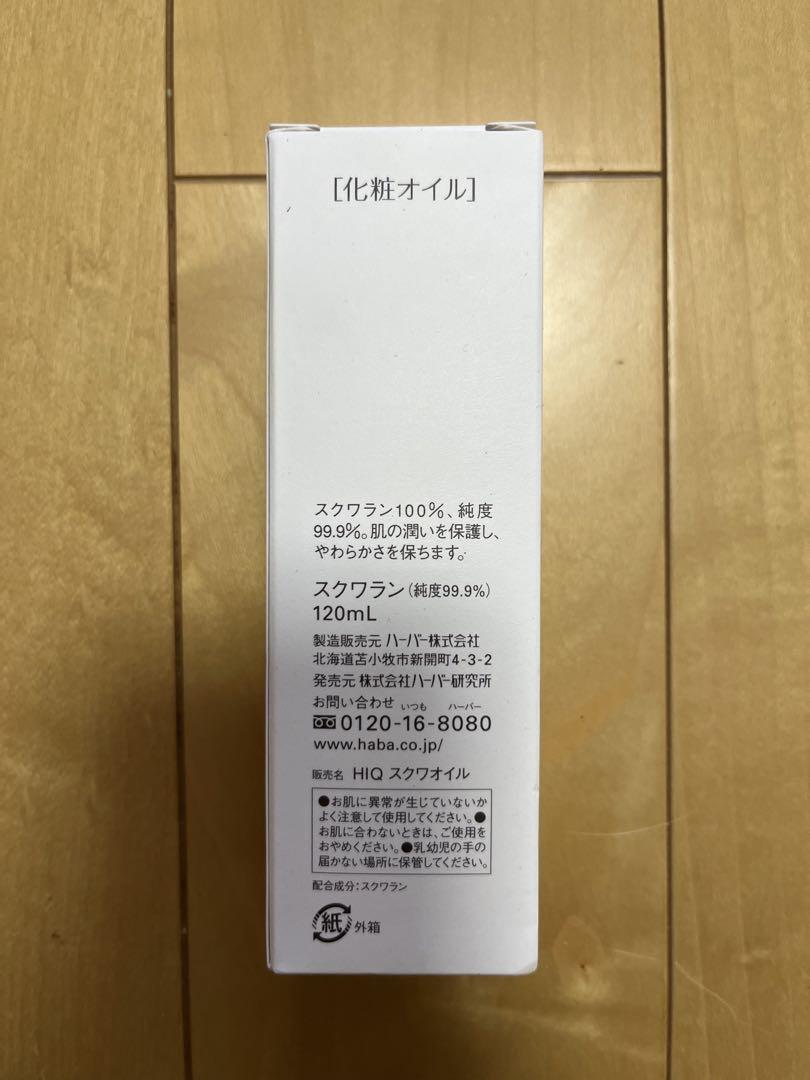 [化粧オイル]
スクワラン100%、純度
99.9%。肌の潤いを保護し、
やわらかさを保ちます。
スクワラン(純度99.9%)
120mL
製造販売元 ハーバー株式会社
北海道苫小牧市新開町4-3-2
発売元 株式会社ハーバー研究所
お問い合わせ いつも ハーバー
0120-16-8080
www.haba.co.jp/
販売名 HIQ スクワオイル
●お肌に異常が生じていないか
よく注意して使用してください。●
お肌に合わないときは、ご使用を
おやめください。●乳幼児の手の
届かない場所に保管してください。
配合成分:スクワラン
紙 外箱